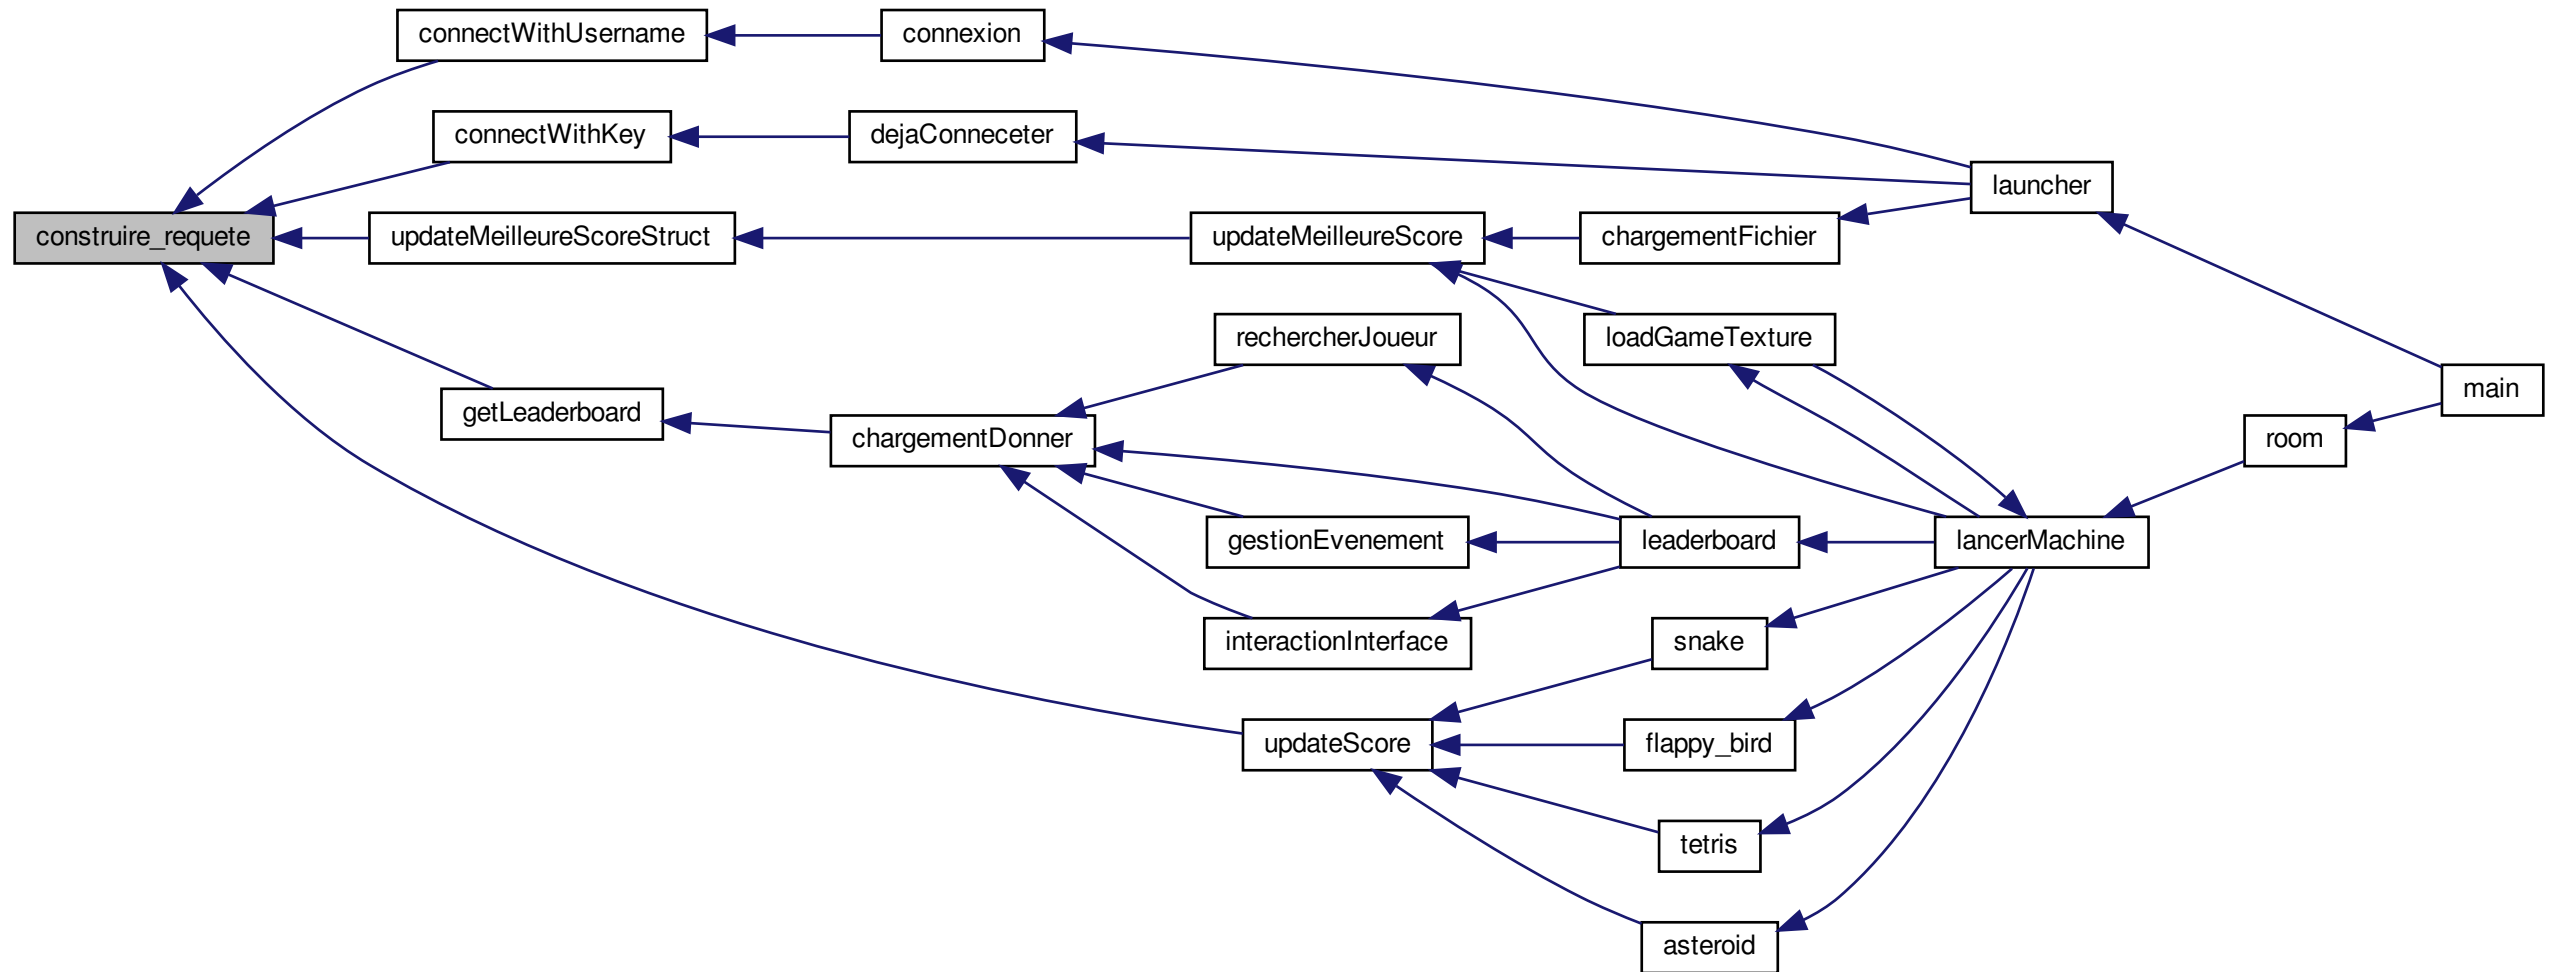 connectWithUsername
connexion
connectWithKey
dejaConneceter
launcher
construire_requete
updateMeilleureScoreStruct
updateMeilleureScore
chargementFichier
rechercherJoueur
loadGameTexture
main
getLeaderboard
chargementDonner
room
gestionEvenement
leaderboard
lancerMachine
interactionInterface
snake
updateScore
flappy_bird
tetris
asteroid